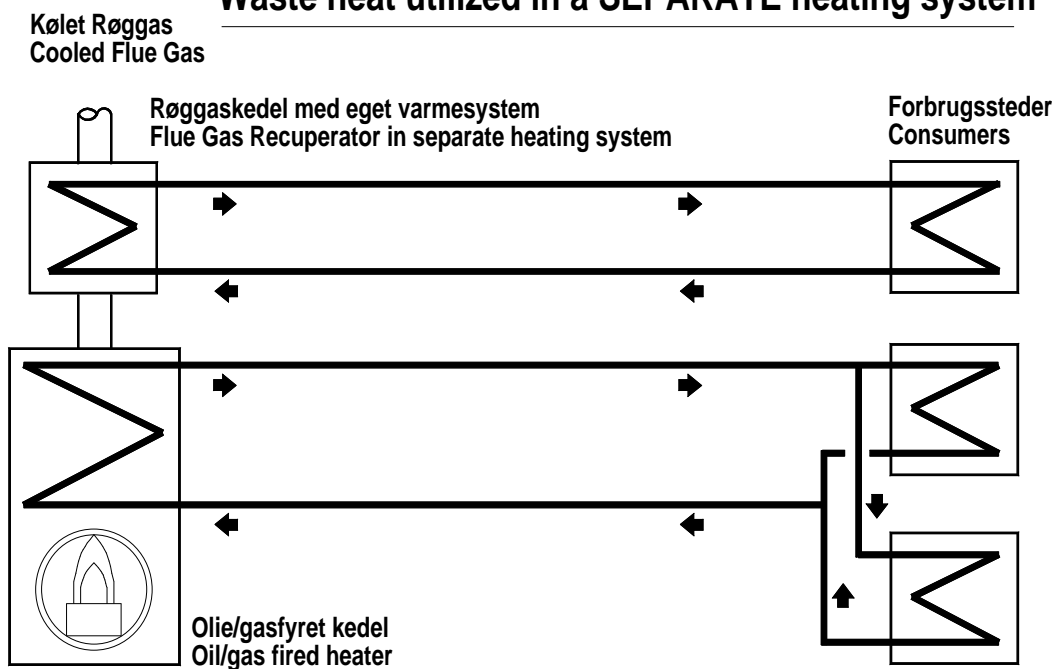 Waste heat utilized in a SEPARATE heating system
Kølet Røggas
Cooled Flue Gas
Røggaskedel med eget varmesystem
Flue Gas Recuperator in separate heating system
Forbrugssteder
Consumers
Olie/gasfyret kedel
Oil/gas fired heater